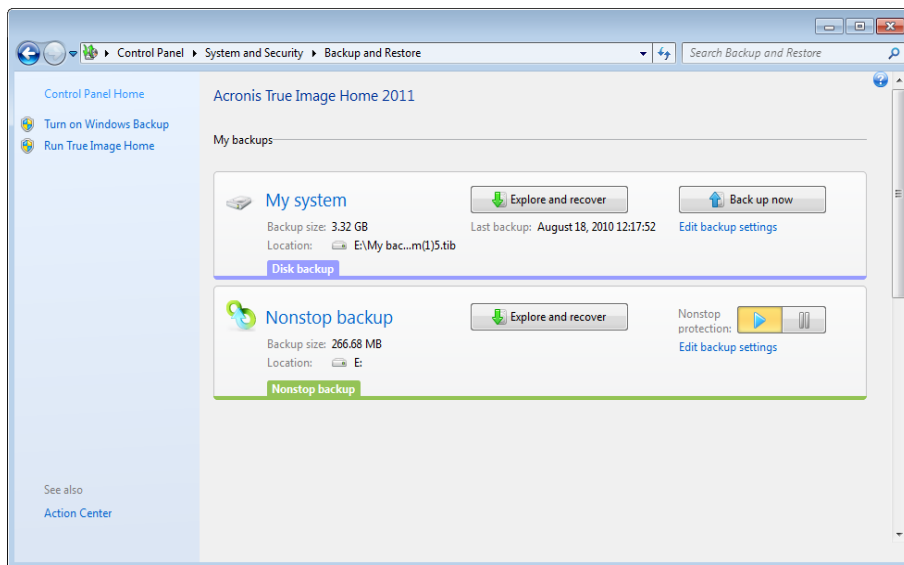 Control Panel
System and Security
Backup and Restore
Search Backup and Restore
Control Panel Home
Turn on Windows Backup
Run True Image Home
Acronis True Image Home 2011
My backups
My system
Explore and recover
Back up now
Backup size: 3.32 GB
Last backup: August 18, 2010 12:17:52
Edit backup settings
Location: E:\My bac...m(1)5.tib
Disk backup
Nonstop backup
Explore and recover
Nonstop
protection:
Backup size: 266.68 MB
Edit backup settings
Location: E:
Nonstop backup
See also
Action Center